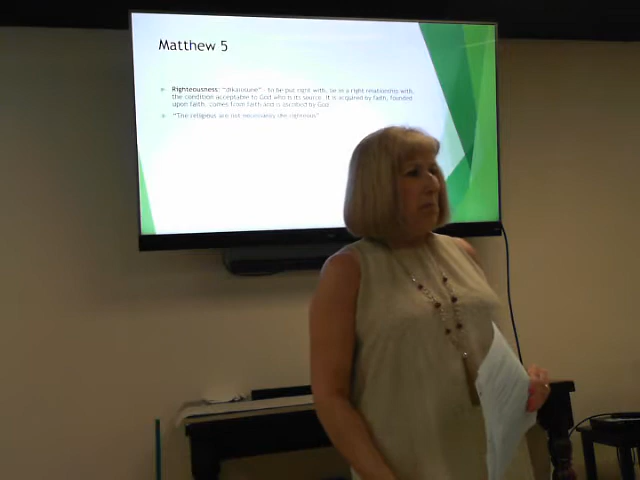 Matthew 5
Righteousness: "dikaiosune" - to be put right with, be in a right relationship with,
the condition acceptable to God who is its source. It is acquired by faith, founded
upon faith, comes from faith and is ascribed by God
"The religious are not necessarily the righteous"